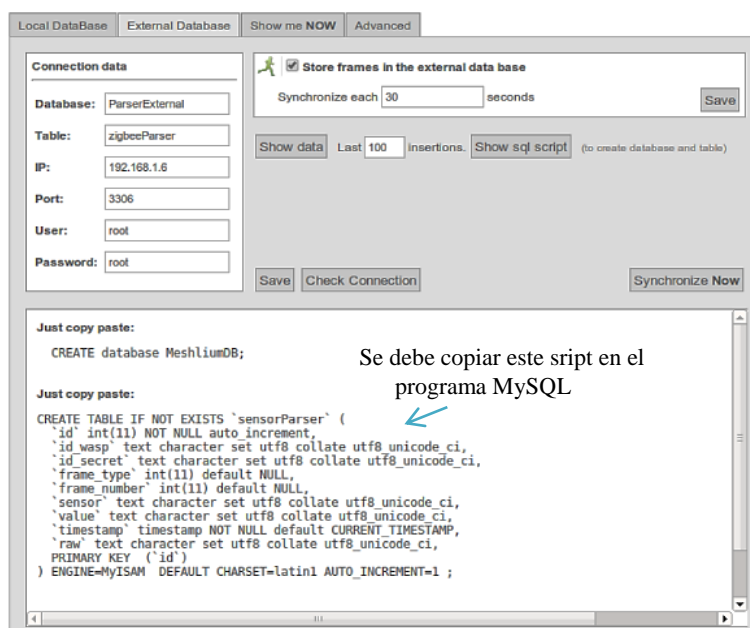 Local DataBase External Database Show me NOW Advanced
Connection data
Database: ParserExternal
Table: zigbeeParser
IP: 192.168.1.6
Port: 3306
User: root
Password: root
Store frames in the external data base
Synchronize each 30 seconds
Save
Show data Last 100 insertions. Show sql script (to create database and table)
Save Check Connection Synchronize Now
Just copy paste:
CREATE database MeshliumDB;
Se debe copiar este sript en el
programa MySQL
Just copy paste:
CREATE TABLE IF NOT EXISTS `sensorParser` (
`id` int(11) NOT NULL auto_increment,
`id_wasp` text character set utf8 collate utf8_unicode_ci,
`id_secret` text character set utf8 collate utf8_unicode_ci,
`frame_type` int(11) default NULL,
`frame_number` int(11) default NULL,
`sensor` text character set utf8 collate utf8_unicode_ci,
`value` text character set utf8 collate utf8_unicode_ci,
`timestamp` timestamp NOT NULL default CURRENT_TIMESTAMP,
`raw` text character set utf8 collate utf8_unicode_ci,
PRIMARY KEY (`id`)
) ENGINE=MyISAM DEFAULT CHARSET=latin1 AUTO_INCREMENT=1 ;